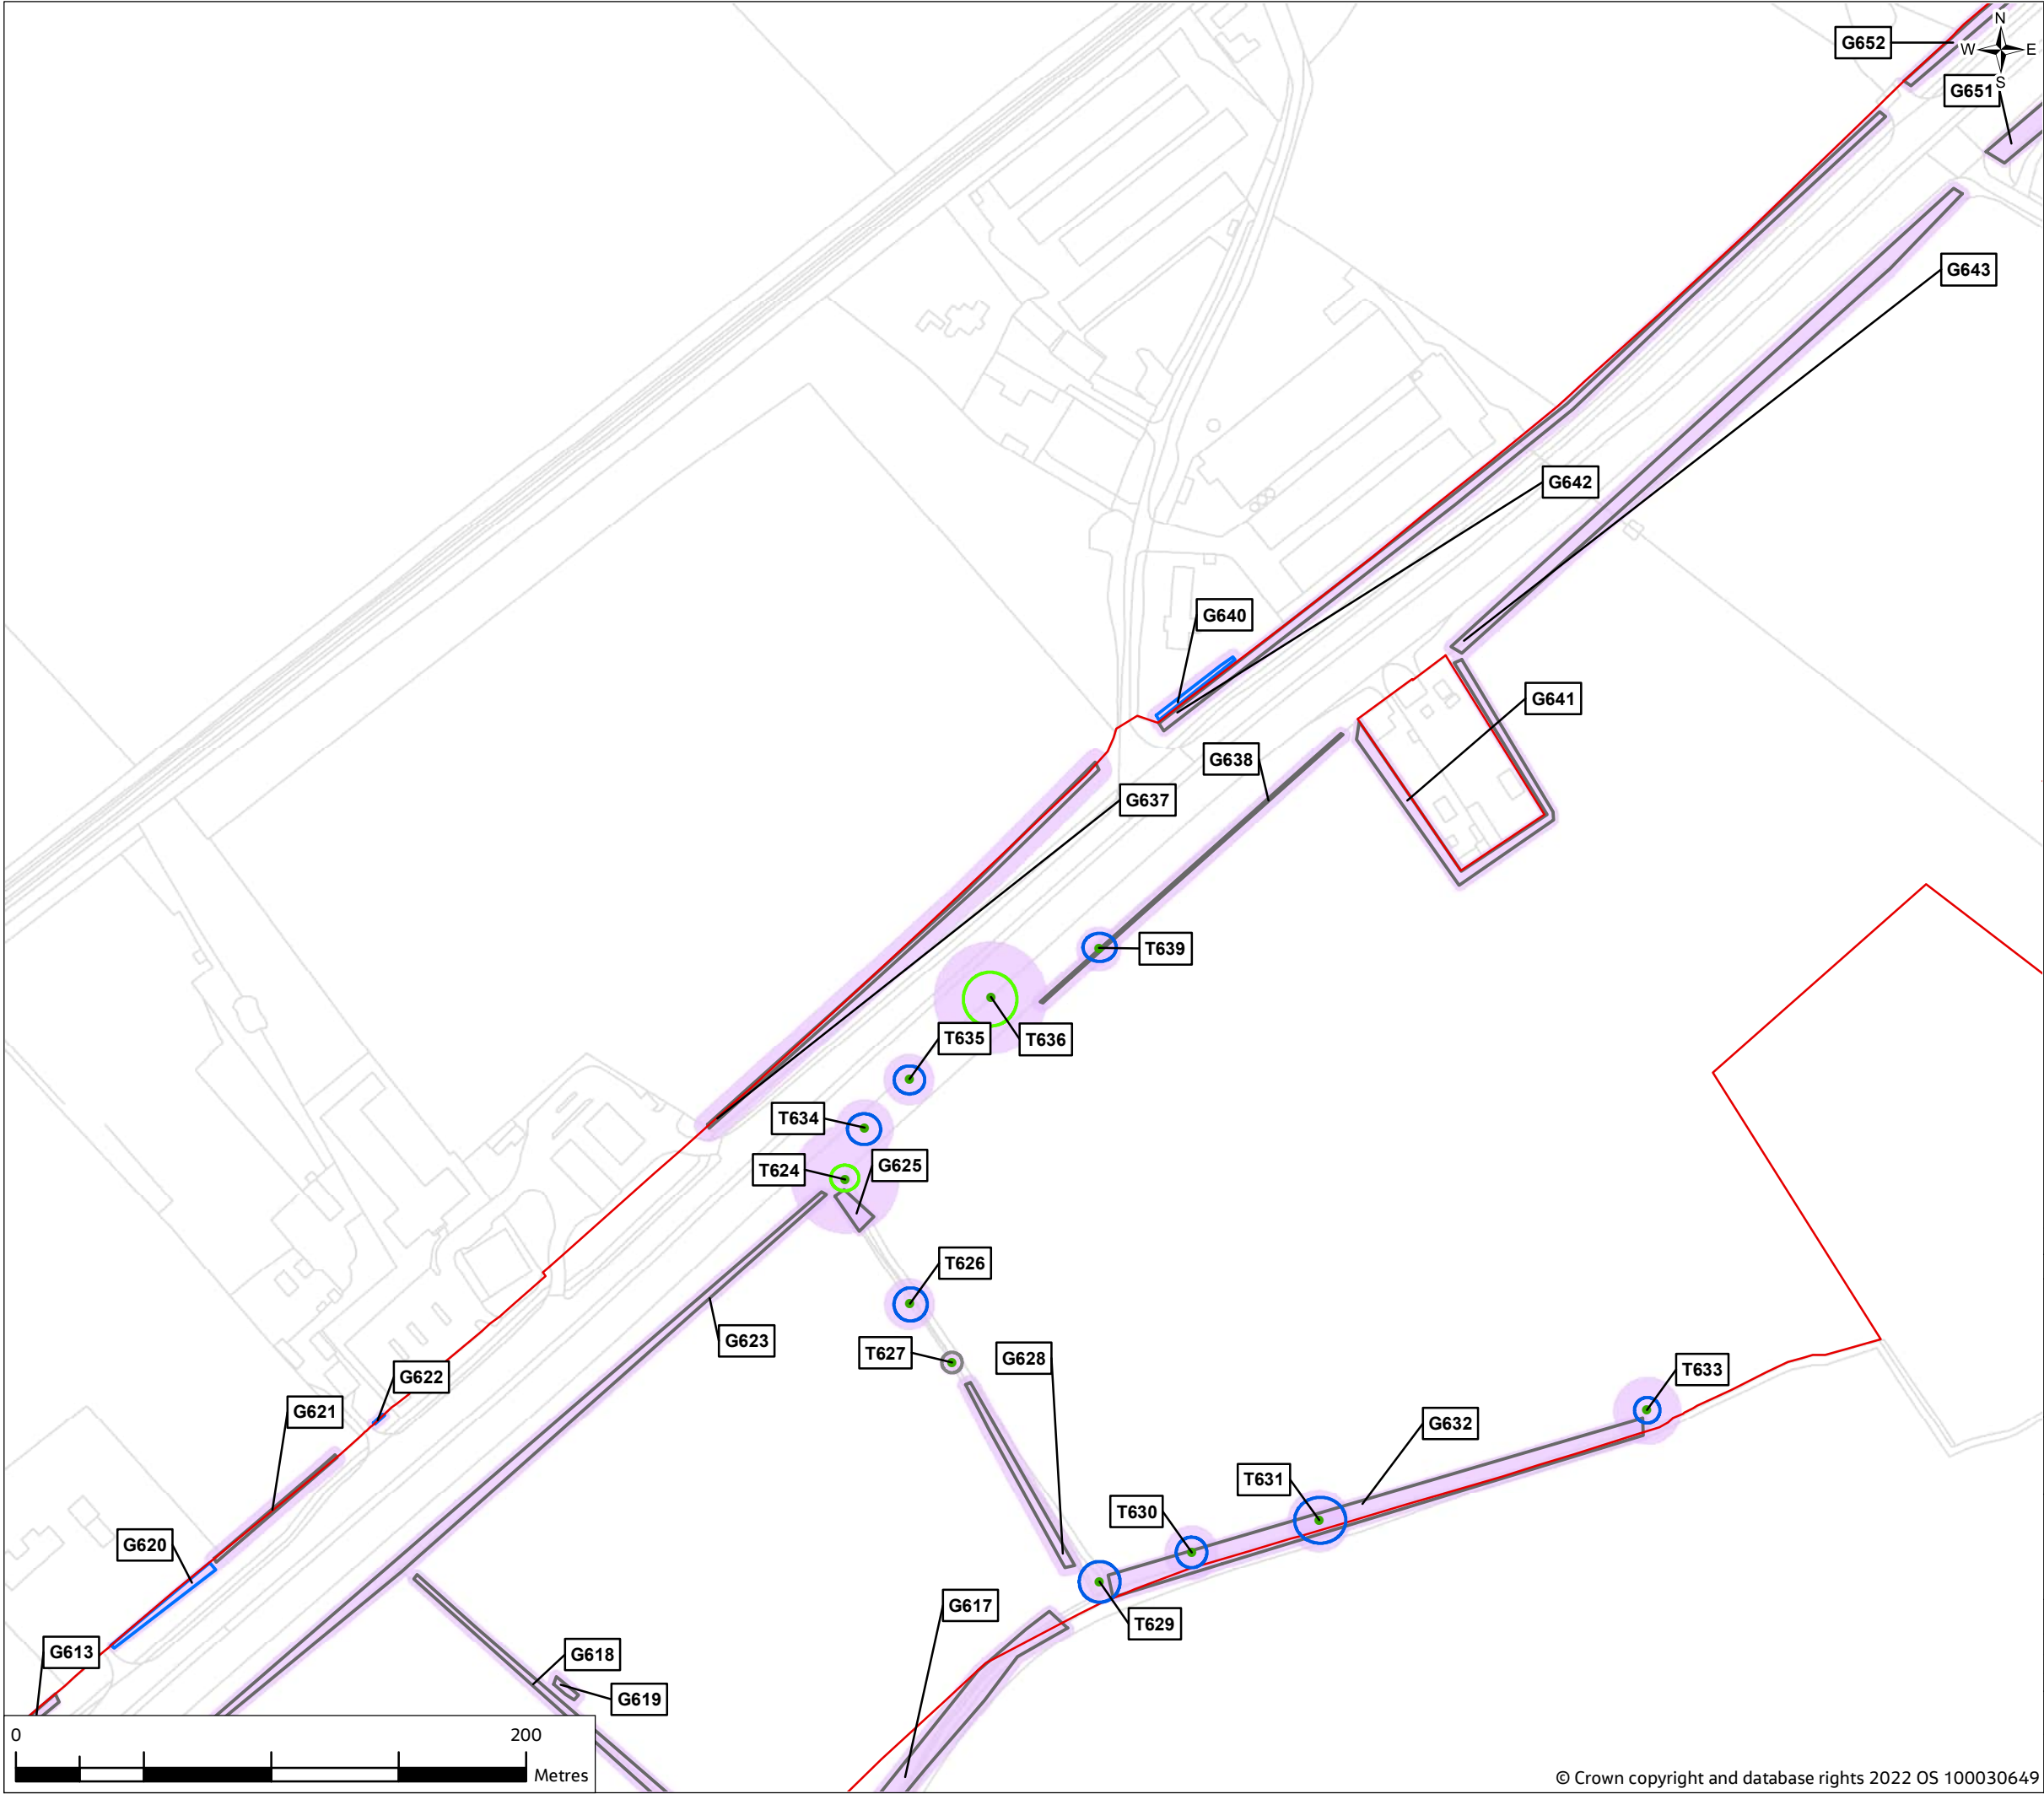 G652
N
W
E
S
G651
G643
G642
G640
G641
G638
G637
T639
T635
T636
T634
T624
G625
T626
G623
T627
G628
G622
T633
G621
G632
T631
T630
G620
G617
T629
G613
G618
G619
0
200
Metres
© Crown copyright and database rights 2022 OS 100030649